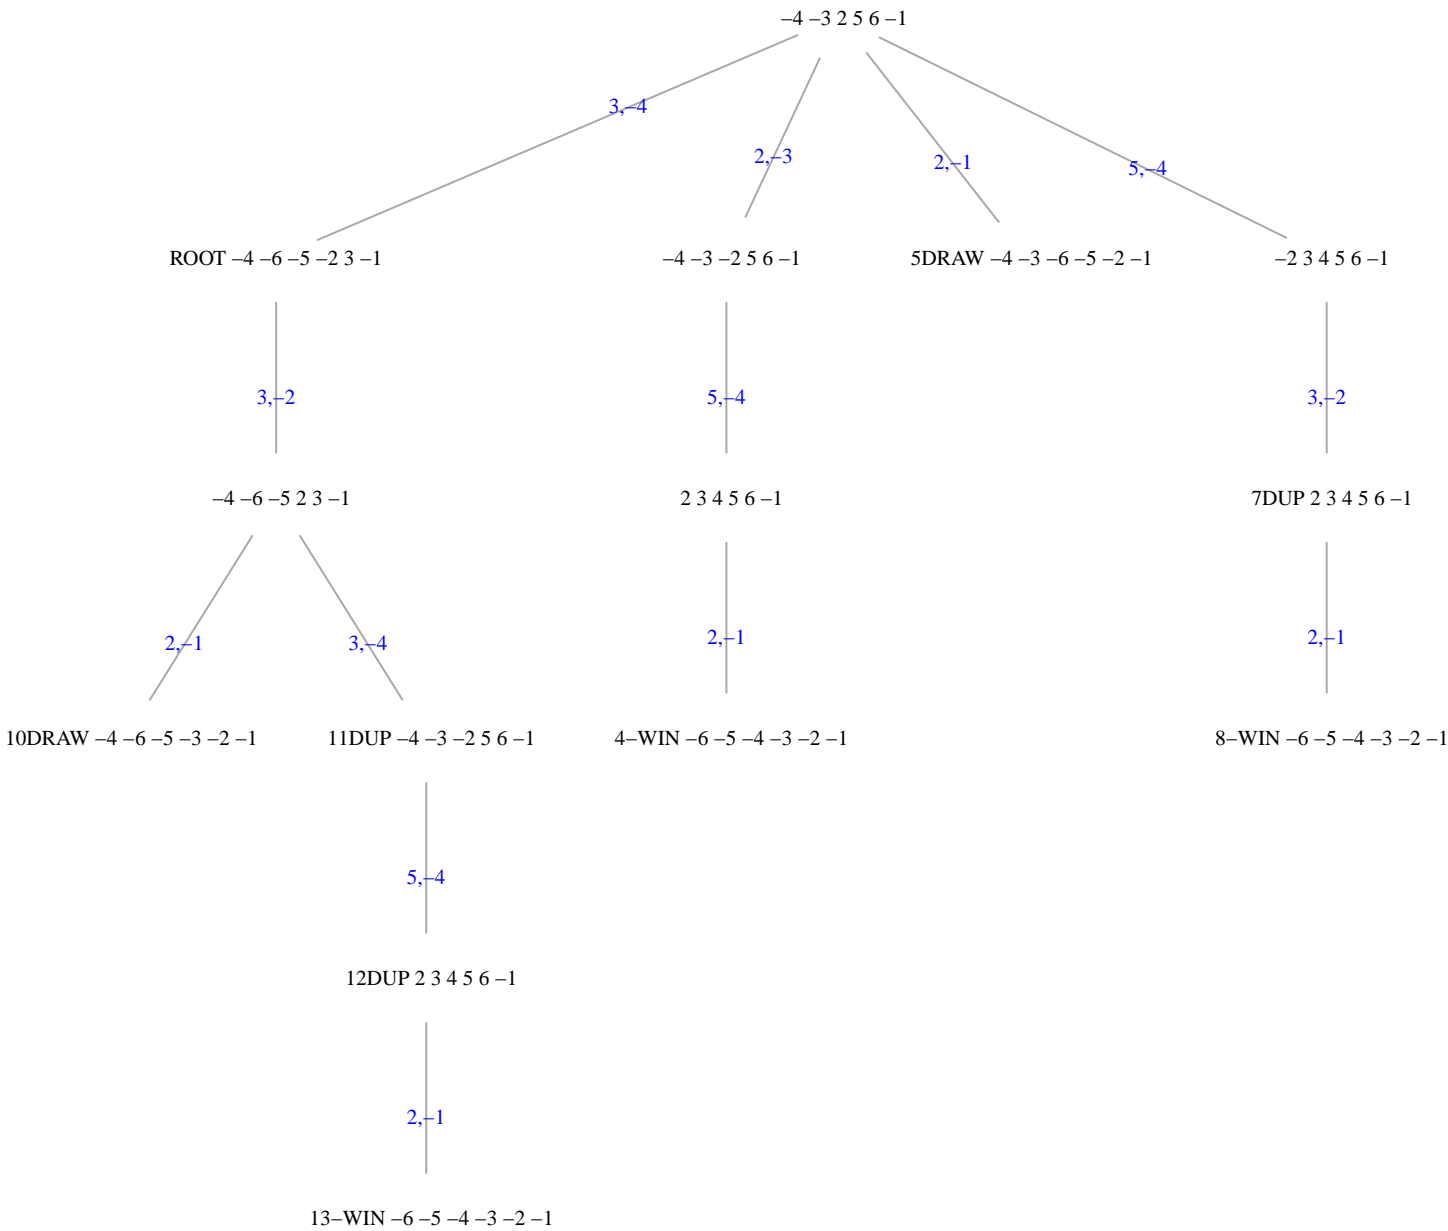 –4 –3 2 5 6 –1
3,–4
2,–3
2,–1
5,–4
ROOT –4 –6 –5 –2 3 –1
–4 –3 –2 5 6 –1
5DRAW –4 –3 –6 –5 –2 –1
–2 3 4 5 6 –1
3,–2
5,–4
3,–2
–4 –6 –5 2 3 –1
2 3 4 5 6 –1
7DUP 2 3 4 5 6 –1
2,–1
3,–4
2,–1
2,–1
10DRAW –4 –6 –5 –3 –2 –1
11DUP –4 –3 –2 5 6 –1
4–WIN –6 –5 –4 –3 –2 –1
8–WIN –6 –5 –4 –3 –2 –1
5,–4
12DUP 2 3 4 5 6 –1
2,–1
13–WIN –6 –5 –4 –3 –2 –1